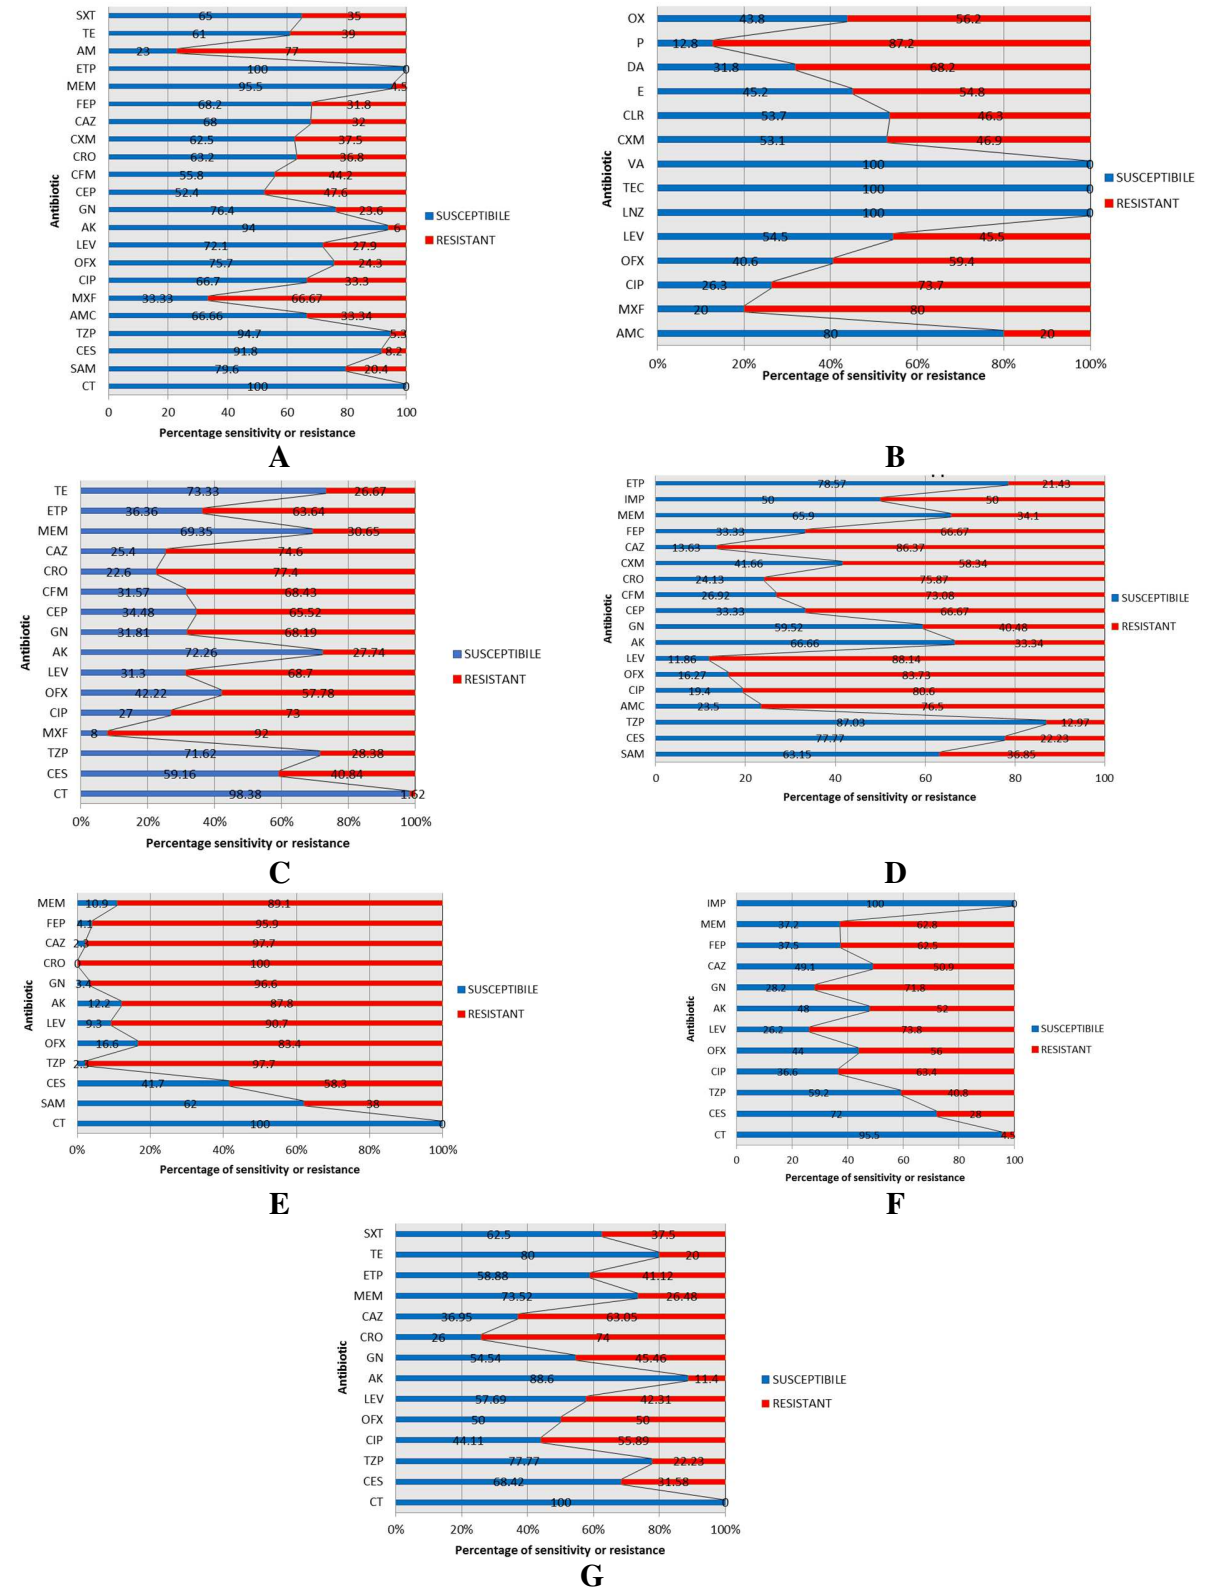 SXT 65 35
TE 61 39
AM 23 77
ETP 100 0
MEM 95.5 4.5
FEP 68.2 31.8
CAZ 68 32
CXM 62.5 37.5
CRO 63.2 36.8
CFM 55.8 44.2
CEP 52.4 47.6
GN 76.4 23.6
AK 94 6
LEV 72.1 27.9
OFX 75.7 24.3
CIP 66.7 33.3
MXF 33.33 66.67
AMC 66.66 33.34
TZP 94.7 5.3
CES 91.8 8.2
SAM 79.6 20.4
CT 100 0
0 20 40 60 80 100
Percentage sensitivity or resistance
Antibiotic
SUSCEPTIBILE
RESISTANT
A
OX 43.8 56.2
P 12.8 87.2
DA 31.8 68.2
E 45.2 54.8
CLR 53.7 46.3
CXM 53.1 46.9
VA 100 0
TEC 100 0
LNZ 100 0
LEV 54.5 45.5
OFX 40.6 59.4
CIP 26.3 73.7
MXF 20 80
AMC 80 20
0% 20% 40% 60% 80% 100%
Percentage of sensitivity or resistance
Antibiotic
SUSCEPTIBILE
RESISTANT
B
TE 73.33 26.67
ETP 36.36 63.64
MEM 69.35 30.65
CAZ 25.4 74.6
CRO 22.6 77.4
CFM 31.57 68.43
CEP 34.48 65.52
GN 31.81 68.19
AK 72.26 27.74
LEV 31.3 68.7
OFX 42.22 57.78
CIP 27 73
MXF 8 92
TZP 71.62 28.38
CES 59.16 40.84
CT 98.38 1.62
0% 20% 40% 60% 80% 100%
Percentage sensitivity or resistance
Antibiotic
SUSCEPTIBILE
RESISTANT
C
ETP 78.57 21.43
IMP 50 50
MEM 65.9 34.1
FEP 33.33 66.67
CAZ 13.63 86.37
CXM 41.66 58.34
CRO 24.13 75.87
CFM 26.92 73.08
CEP 33.33 66.67
GN 59.52 40.48
AK 66.66 33.34
LEV 11.86 88.14
OFX 16.27 83.73
CIP 19.4 80.6
AMC 23.5 76.5
TZP 87.03 12.97
CES 77.77 22.23
SAM 63.15 36.85
0 20 40 60 80 100
Percentage of sensitivity or resistance
Antibiotic
SUSCEPTIBILE
RESISTANT
D
MEM 10.9 89.1
FEP 4.1 95.9
CAZ 2.3 97.7
CRO 0 100
GN 3.4 96.6
AK 12.2 87.8
LEV 9.3 90.7
OFX 16.6 83.4
TZP 2.3 97.7
CES 41.7 58.3
SAM 62 38
CT 100 0
0% 20% 40% 60% 80% 100%
Percentage of sensitivity or resistance
Antibiotic
SUSCEPTIBILE
RESISTANT
E
IMP 100 0
MEM 37.2 62.8
FEP 37.5 62.5
CAZ 49.1 50.9
GN 28.2 71.8
AK 48 52
LEV 26.2 73.8
OFX 44 56
CIP 36.6 63.4
TZP 59.2 40.8
CES 72 28
CT 95.5 4.5
0 20 40 60 80 100
Percentage of sensitivity or resistance
Antibiotic
SUSCEPTIBILE
RESISTANT
F
SXT 62.5 37.5
TE 80 20
ETP 58.88 41.12
MEM 73.52 26.48
CAZ 36.95 63.05
CRO 26 74
GN 54.54 45.46
AK 88.6 11.4
LEV 57.69 42.31
OFX 50 50
CIP 44.11 55.89
TZP 77.77 22.23
CES 68.42 31.58
CT 100 0
0% 20% 40% 60% 80% 100%
Percentage of sensitivity or resistance
Antibiotic
SUSCEPTIBILE
RESISTANT
G